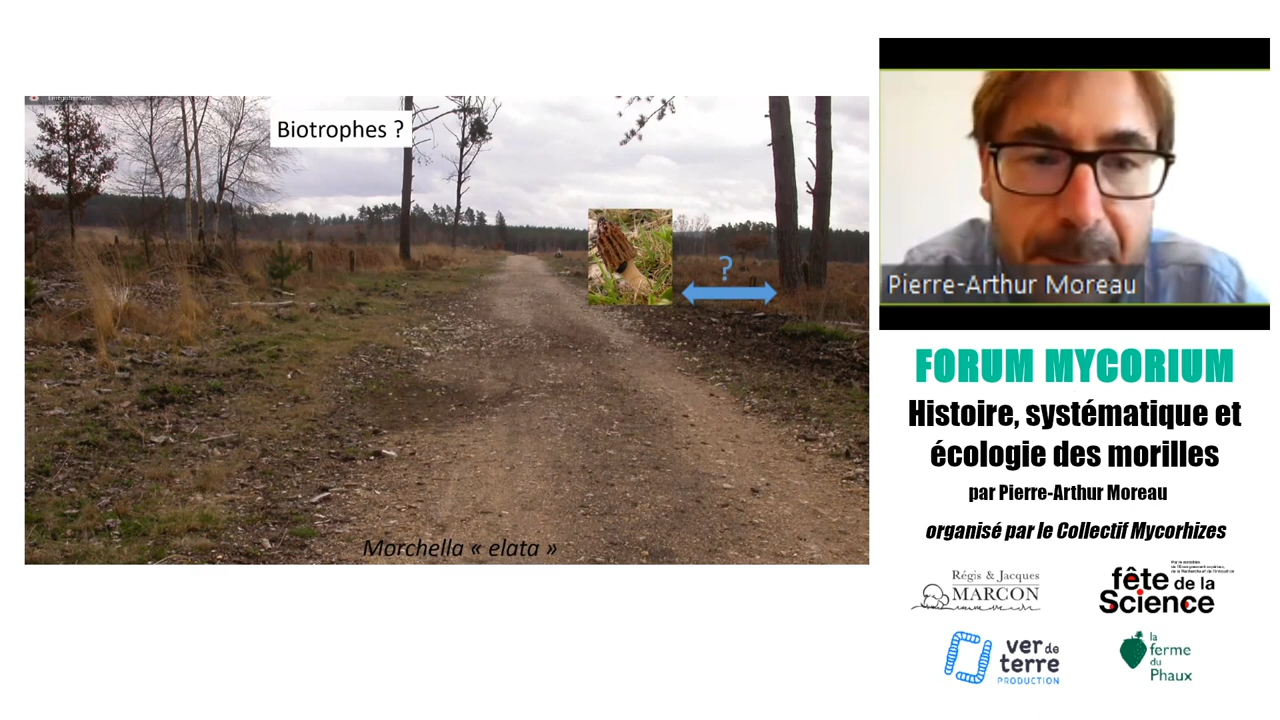 Enregistrement...
Biotrophes ?
?
Morchella « elata »
Pierre-Arthur Moreau
FORUM MYCORIUM
Histoire, systématique et
écologie des morilles
par Pierre-Arthur Moreau
organisé par le Collectif Mycorhizes
Régis & Jacques
MARCON
fête de la
Science
ver de
terre
PRODUCTION
la
ferme
du
Phaux